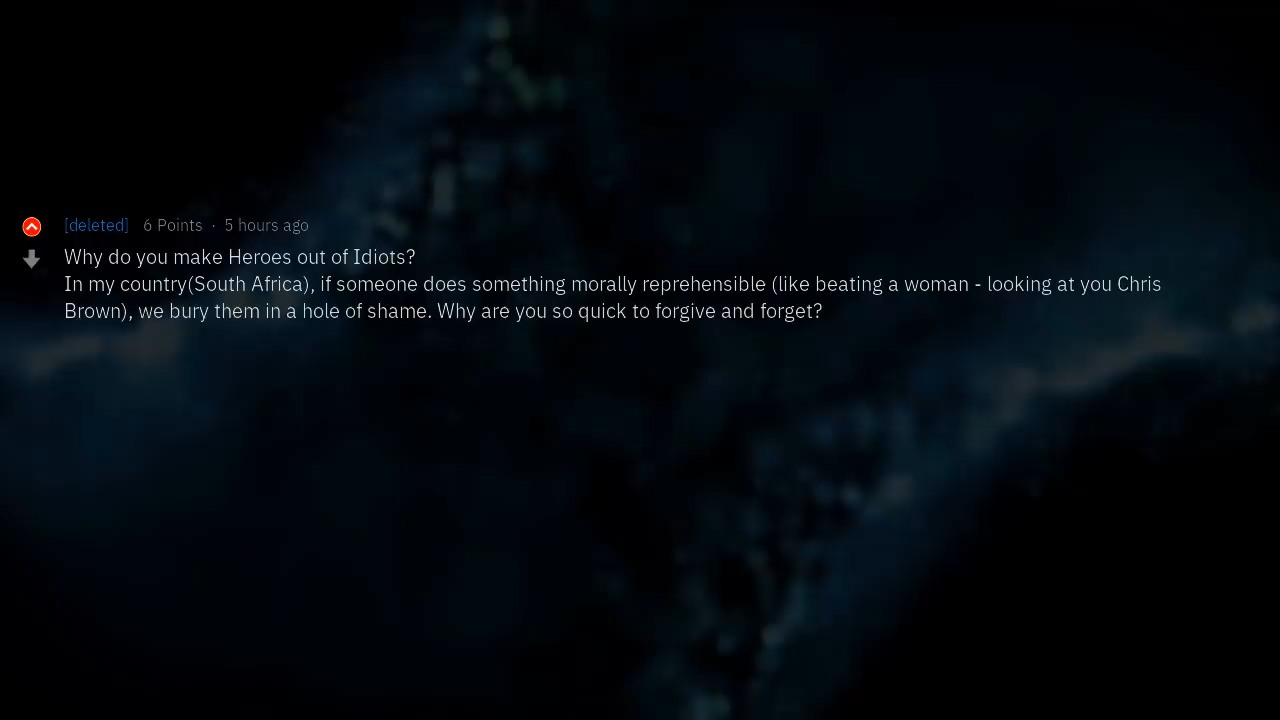 [deleted] 6 Points · 5 hours ago
Why do you make Heroes out of Idiots?
In my country(South Africa), if someone does something morally reprehensible (like beating a woman - looking at you Chris
Brown), we bury them in a hole of shame. Why are you so quick to forgive and forget?